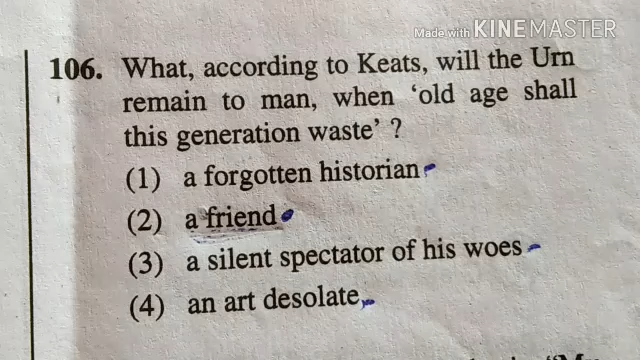 Made with KINEMASTER
106. What, according to Keats, will the Urn
remain to man, when ‘old age shall
this generation waste’ ?
(1) a forgotten historian
(2) a friend
(3) a silent spectator of his woes
(4) an art desolate